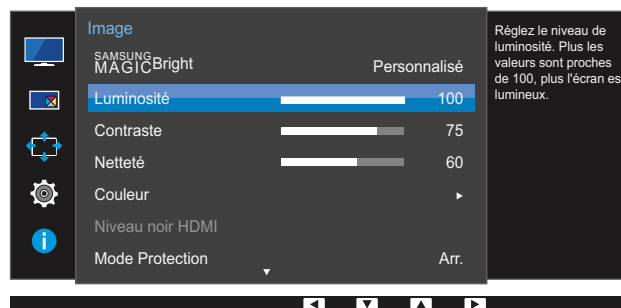 Image
SAMSUNG
MAGICBright Personnalisé
Luminosité 100
Contraste 75
Netteté 60
Couleur
Niveau noir HDMI
Mode Protection Arr.
Réglez le niveau de
luminosité. Plus les
valeurs sont proches
de 100, plus l'écran es
lumineux.